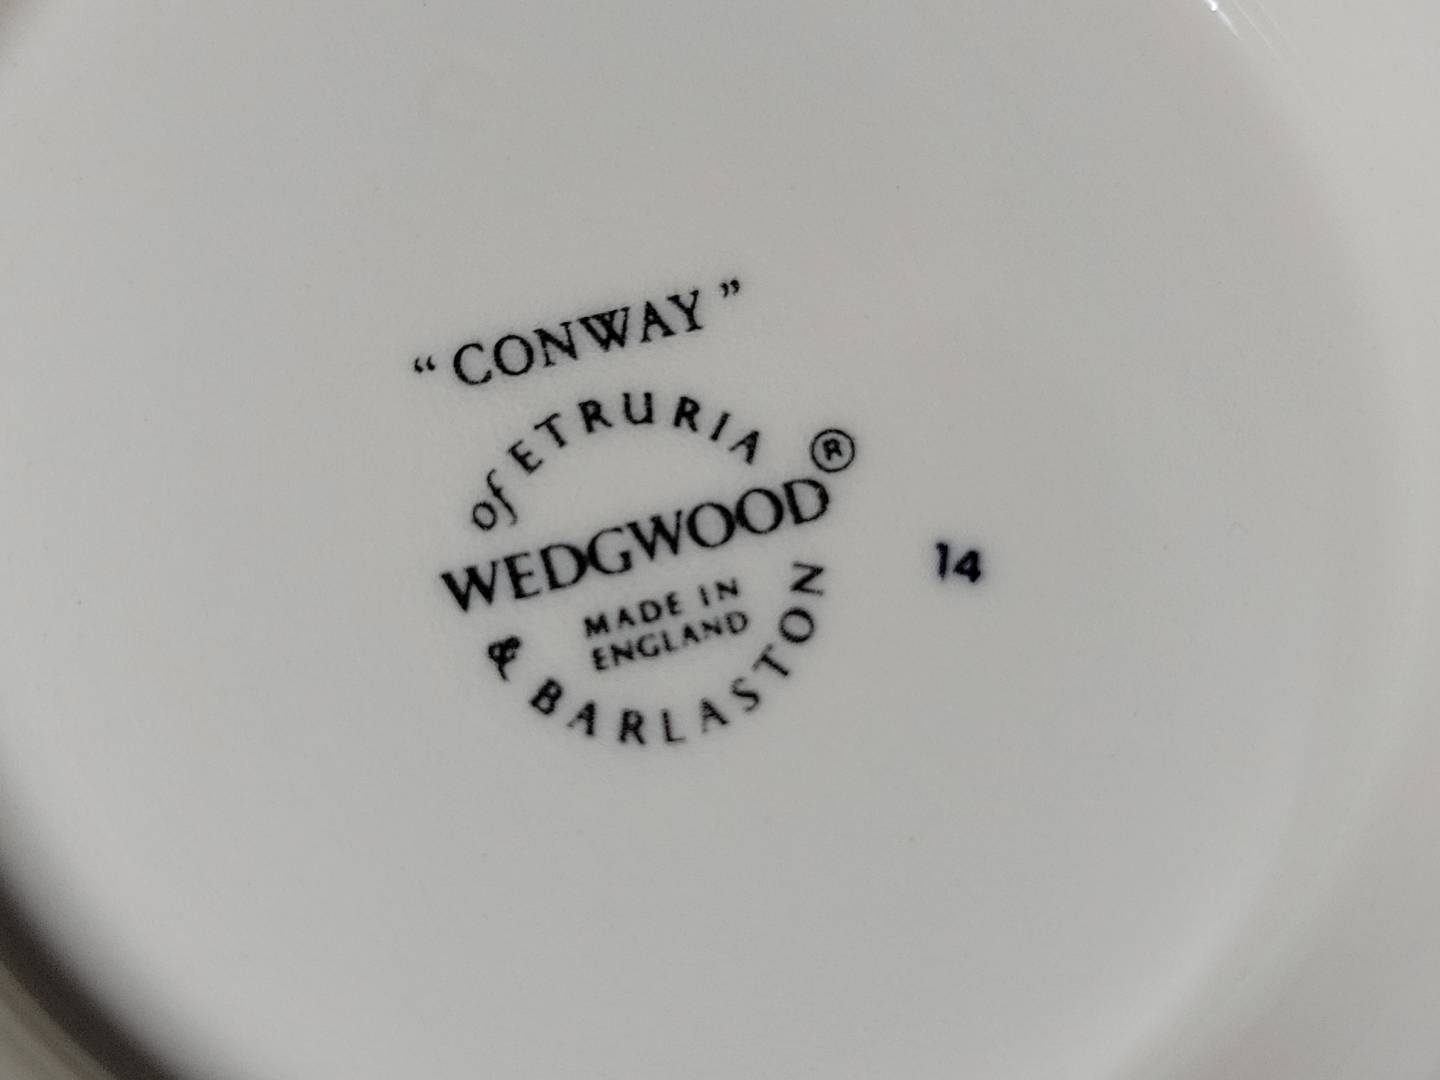 “CONWAY”
of ETRURIA
WEDGWOOD®
MADE IN
ENGLAND
& BARLASTON
14